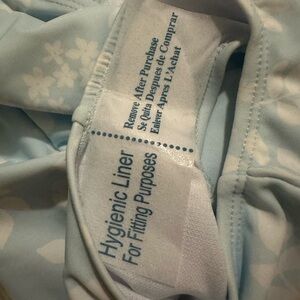 Remove After Purchase
Se Quita Despues de Comprar
Enlever Apres L'Achat
Hygienic Liner
For Fitting Purposes